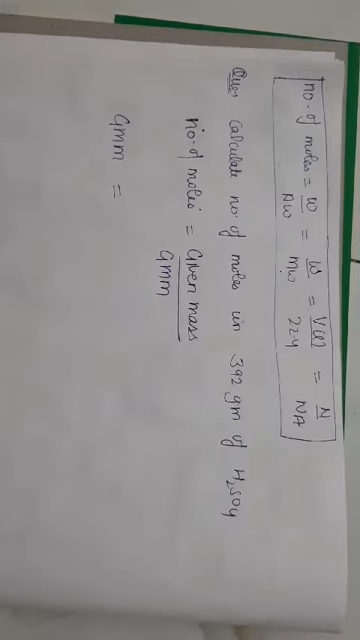 no. of moles = W/AW = W/MW = V(l)/22.4 = N/NA
Ques Calculate no. of moles in 392 gm of H2SO4
No. of moles = Given mass/GMM
GMM =